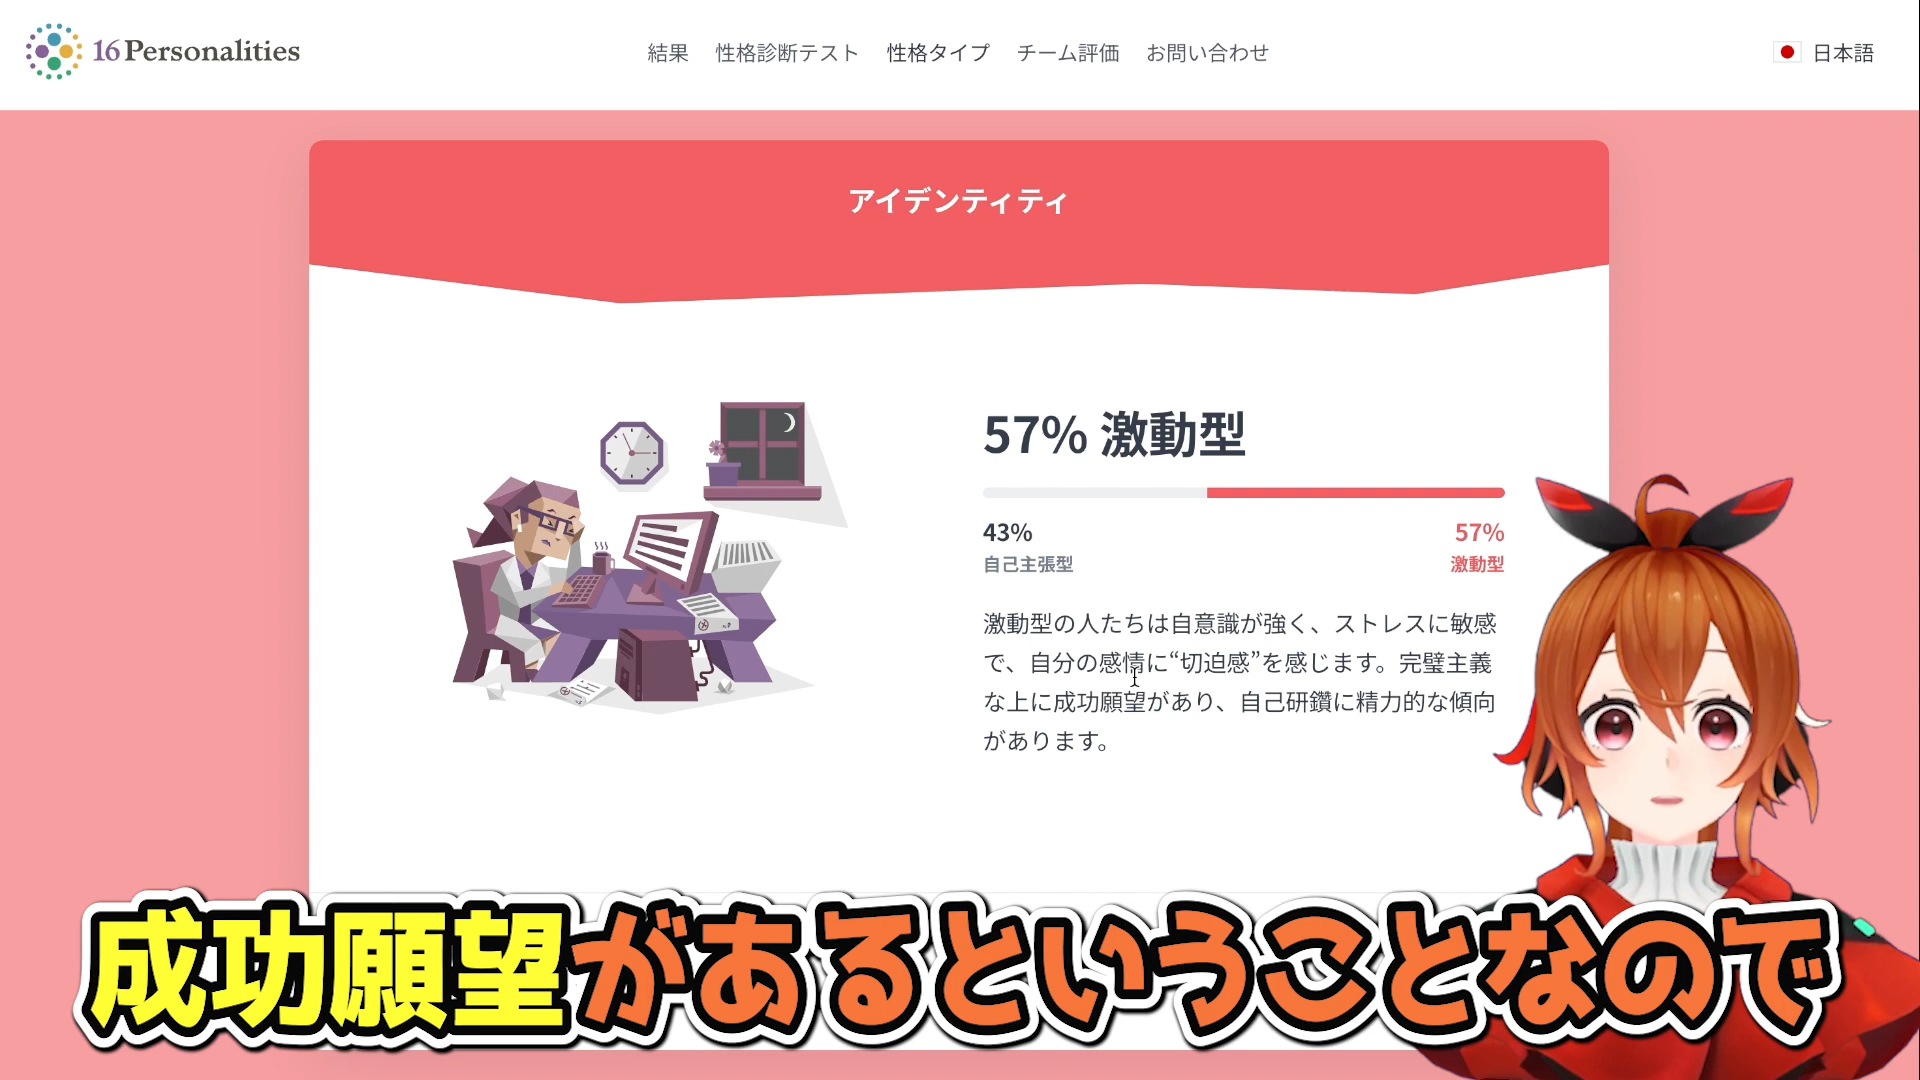 16Personalities
結果 性格診断テスト 性格タイプ チーム評価 お問い合わせ
日本語
アイデンティティ
57% 激動型
43% 57%
自己主張型 激動型
激動型の人たちは自意識が強く、ストレスに敏感
で、自分の感情に“切迫感”を感じます。完璧主義
な上に成功願望があり、自己研鑽に精力的な傾向
があります。
成功願望があるということなので